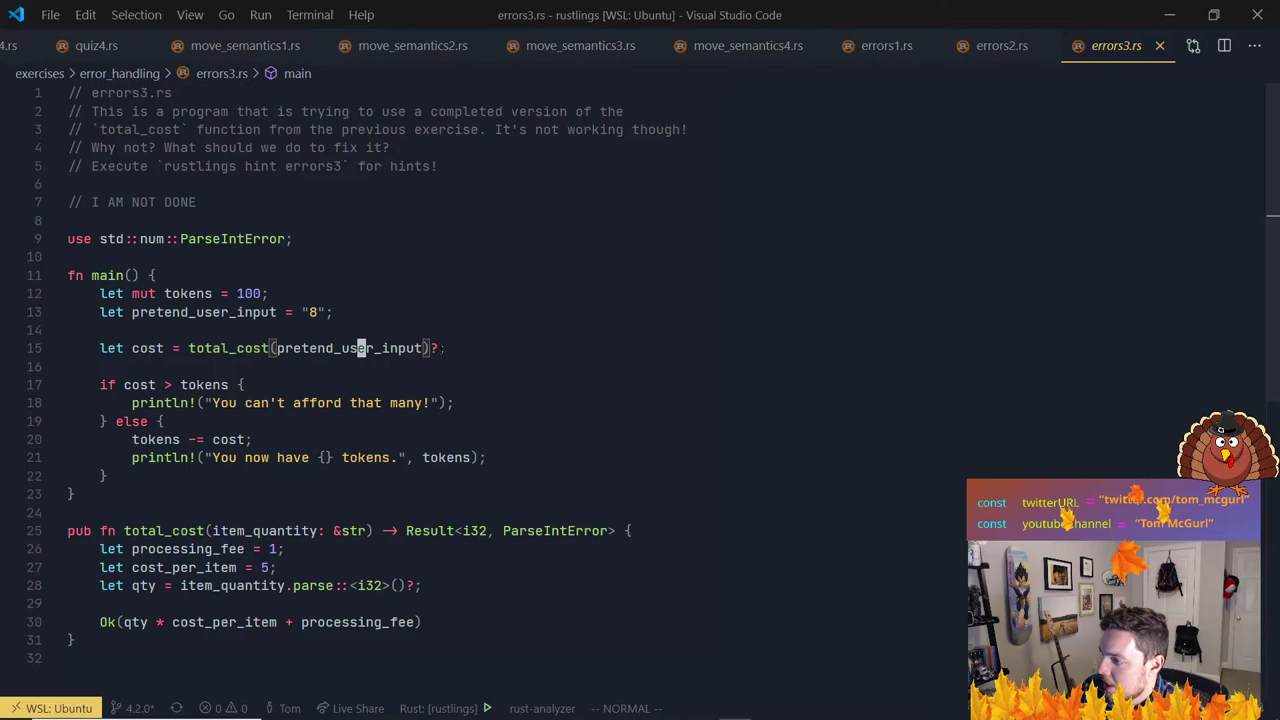 File Edit Selection View Go Run Terminal Help errors3.rs - rustlings [WSL: Ubuntu] - Visual Studio Code
4.rs quiz4.rs move_semantics1.rs move_semantics2.rs move_semantics3.rs move_semantics4.rs errors1.rs errors2.rs errors3.rs
exercises > error_handling > errors3.rs > main
1 // errors3.rs
2 // This is a program that is trying to use a completed version of the
3 // `total_cost` function from the previous exercise. It's not working though!
4 // Why not? What should we do to fix it?
5 // Execute `rustlings hint errors3` for hints!
6
7 // I AM NOT DONE
8
9 use std::num::ParseIntError;
10
11 fn main() {
12 let mut tokens = 100;
13 let pretend_user_input = "8";
14
15 let cost = total_cost(pretend_user_input)?;
16
17 if cost > tokens {
18 println!("You can't afford that many!");
19 } else {
20 tokens -= cost;
21 println!("You now have {} tokens.", tokens);
22 }
23 }
24
25 pub fn total_cost(item_quantity: &str) -> Result<i32, ParseIntError> {
26 let processing_fee = 1;
27 let cost_per_item = 5;
28 let qty = item_quantity.parse::<i32>()?;
29
30 Ok(qty * cost_per_item + processing_fee)
31 }
32
const twitterURL = "twitter.com/tom_mcgurl"
const youtubeChannel = "Tom McGurl"
WSL: Ubuntu 4.2.0* 0 0 Tom Live Share Rust: [rustlings] rust-analyzer -- NORMAL --